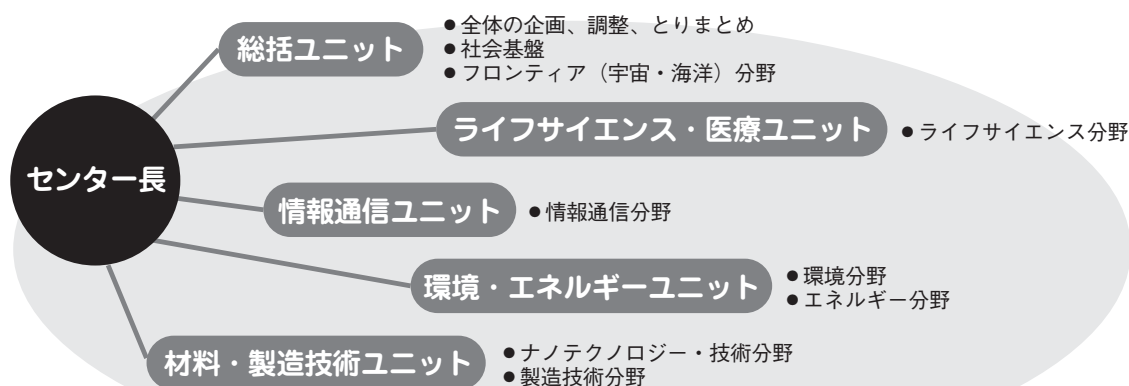 総括ユニット
●全体の企画、調整、とりまとめ
●社会基盤
●フロンティア（宇宙・海洋）分野
ライフサイエンス・医療ユニット
●ライフサイエンス分野
センター長
情報通信ユニット
●情報通信分野
環境・エネルギーユニット
●環境分野
●エネルギー分野
材料・製造技術ユニット
●ナノテクノロジー・技術分野
●製造技術分野